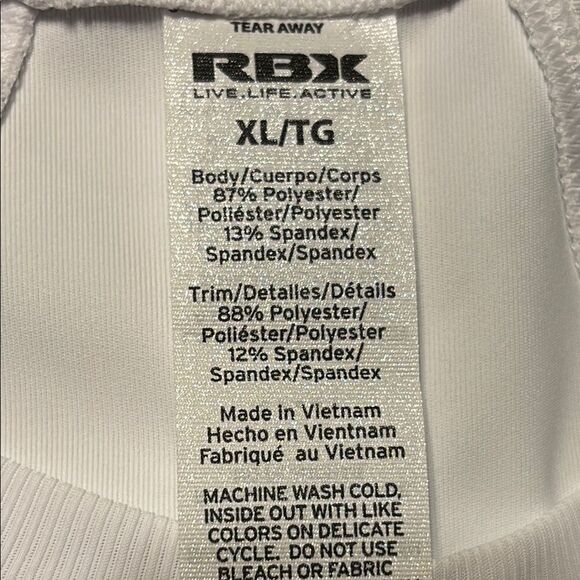 TEAR AWAY
RBX
LIVE.LIFE.ACTIVE
XL/TG
Body/Cuerpo/Corps
87% Polyester/
Poliéster/Polyester
13% Spandex/
Spandex/Spandex
Trim/Detalles/Détails
88% Polyester/
Poliéster/Polyester
12% Spandex/
Spandex/Spandex
Made in Vietnam
Hecho en Vientnam
Fabriqué au Vietnam
MACHINE WASH COLD,
INSIDE OUT WITH LIKE
COLORS ON DELICATE
CYCLE. DO NOT USE
BLEACH OR FABRIC